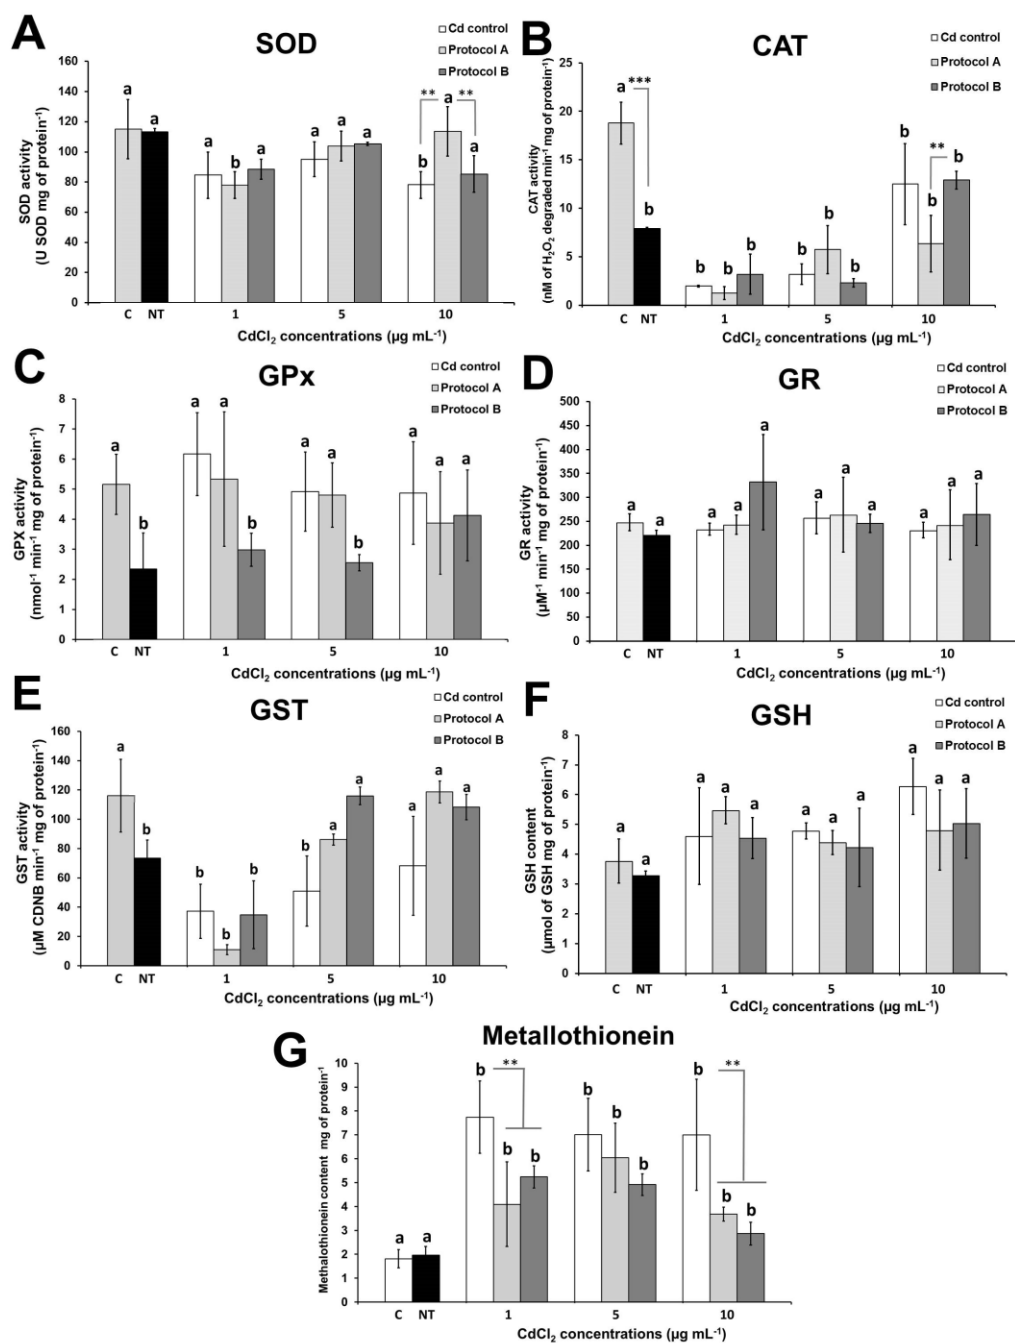 A
SOD
Cd control
Protocol A
Protocol B
SOD activity
(U SOD mg of protein⁻¹)
160
140
120
100
80
60
40
20
0
a
a
a
b
a
a
a
a
b
**
a
**
a
C
NT
1
5
10
CdCl₂ concentrations (µg mL⁻¹)
B
CAT
Cd control
Protocol A
Protocol B
CAT activity
(nM of H₂O₂ degraded min⁻¹ mg of protein⁻¹)
25
20
15
10
5
0
a
***
b
b
b
b
b
b
b
b
b
**
b
C
NT
1
5
10
CdCl₂ concentrations (µg mL⁻¹)
C
GPx
Cd control
Protocol A
Protocol B
GPX activity
(nmol⁻¹ min⁻¹ mg of protein⁻¹)
8
7
6
5
4
3
2
1
0
a
b
a
a
b
a
a
b
a
a
a
C
NT
1
5
10
CdCl₂ concentrations (µg mL⁻¹)
D
GR
Cd control
Protocol A
Protocol B
GR activity
(µM⁻¹ min⁻¹ mg of protein⁻¹)
500
450
400
350
300
250
200
150
100
50
0
a
a
a
a
a
a
a
a
a
a
a
C
NT
1
5
10
CdCl₂ concentrations (µg mL⁻¹)
E
GST
Cd control
Protocol A
Protocol B
GST activity
(µM CDNB min⁻¹ mg of protein⁻¹)
160
140
120
100
80
60
40
20
0
a
b
b
b
b
b
a
a
a
a
a
C
NT
1
5
10
CdCl₂ concentrations (µg mL⁻¹)
F
GSH
Cd control
Protocol A
Protocol B
GSH content
(µmol of GSH mg of protein⁻¹)
8
7
6
5
4
3
2
1
0
a
a
a
a
a
a
a
a
a
a
a
C
NT
1
5
10
CdCl₂ concentrations (µg mL⁻¹)
G
Metallothionein
Methalothionein content mg of protein⁻¹
10
9
8
7
6
5
4
3
2
1
0
a
a
b
**
b
b
b
b
b
b
**
b
b
C
NT
1
5
10
CdCl₂ concentrations (µg mL⁻¹)